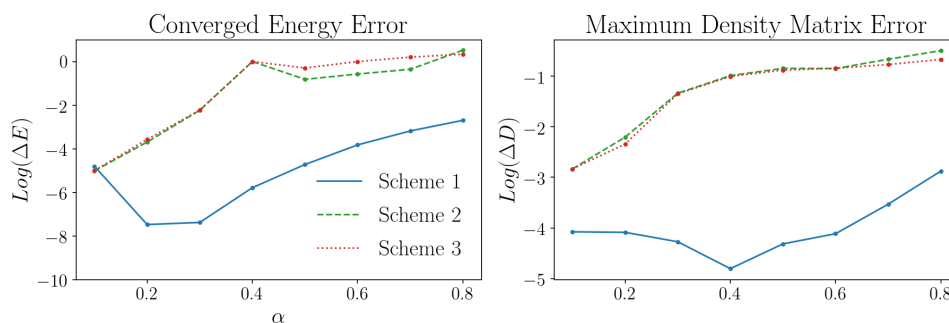 Converged Energy Error
Log(ΔE)
0
−2
−4
−6
−8
−10
0.2 0.4 0.6 0.8
α
Scheme 1
Scheme 2
Scheme 3
Maximum Density Matrix Error
Log(ΔD)
−1
−2
−3
−4
−5
0.2 0.4 0.6 0.8